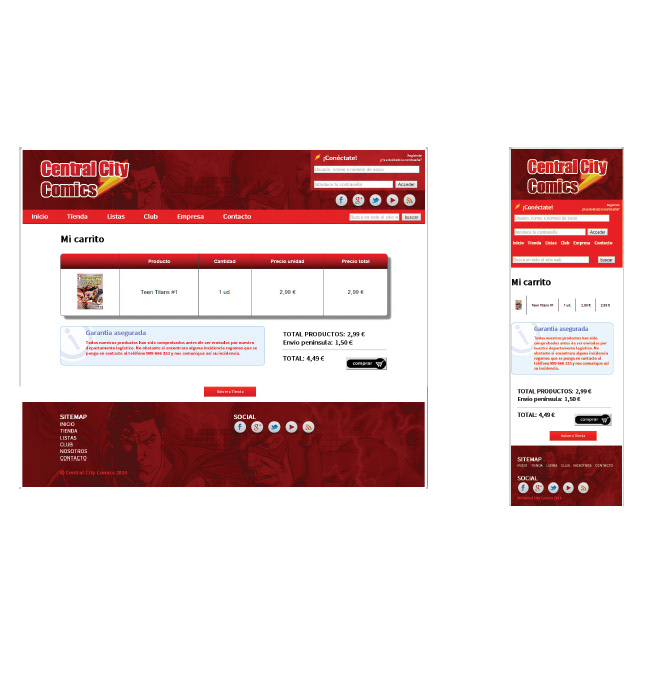 Central City
Comics
¡Conéctate!
Regístrate
¿Has olvidado tu contraseña?
Usuario, correo o número de socio
Introduce la contraseña
Acceder
Inicio Tienda Listas Club Empresa Contacto
Busca en todo el sitio web
buscar
Mi carrito
Producto Cantidad Precio unidad Precio total
Teen Titans #1 1 ud. 2,99 € 2,99 €
Garantía asegurada
Todos nuestros productos han sido comprobados antes de ser enviados por nuestro
departamento logístico. No obstante si encontrara alguna incidencia rogamos que se
ponga en contacto al teléfono 999 666 333 y nos comunique así su incidencia.
TOTAL PRODUCTOS: 2,99 €
Envío península: 1,50 €
TOTAL: 4,49 €
comprar
Volver a Tienda
SITEMAP
INICIO
TIENDA
LISTAS
CLUB
NOSOTROS
CONTACTO
SOCIAL
© Central City Comics 2014
Central City
Comics
¡Conéctate!
Regístrate
¿Has olvidado tu contraseña?
Usuario, correo o número de socio
Introduce la contraseña
Acceder
Inicio Tienda Listas Club Empresa Contacto
Busca en todo el sitio web
buscar
Mi carrito
Teen Titans #1 1 ud. 2,99 € 2,99 €
Garantía asegurada
Todos nuestros productos han sido
comprobados antes de ser enviados por
nuestro departamento logístico. No
obstante si encontrara alguna incidencia
rogamos que se ponga en contacto al
teléfono 999 666 333 y nos comunique así
su incidencia.
TOTAL PRODUCTOS: 2,99 €
Envío península: 1,50 €
TOTAL: 4,49 €
comprar
Volver a Tienda
SITEMAP
INICIO TIENDA LISTAS CLUB NOSOTROS CONTACTO
SOCIAL
© Central City Comics 2014